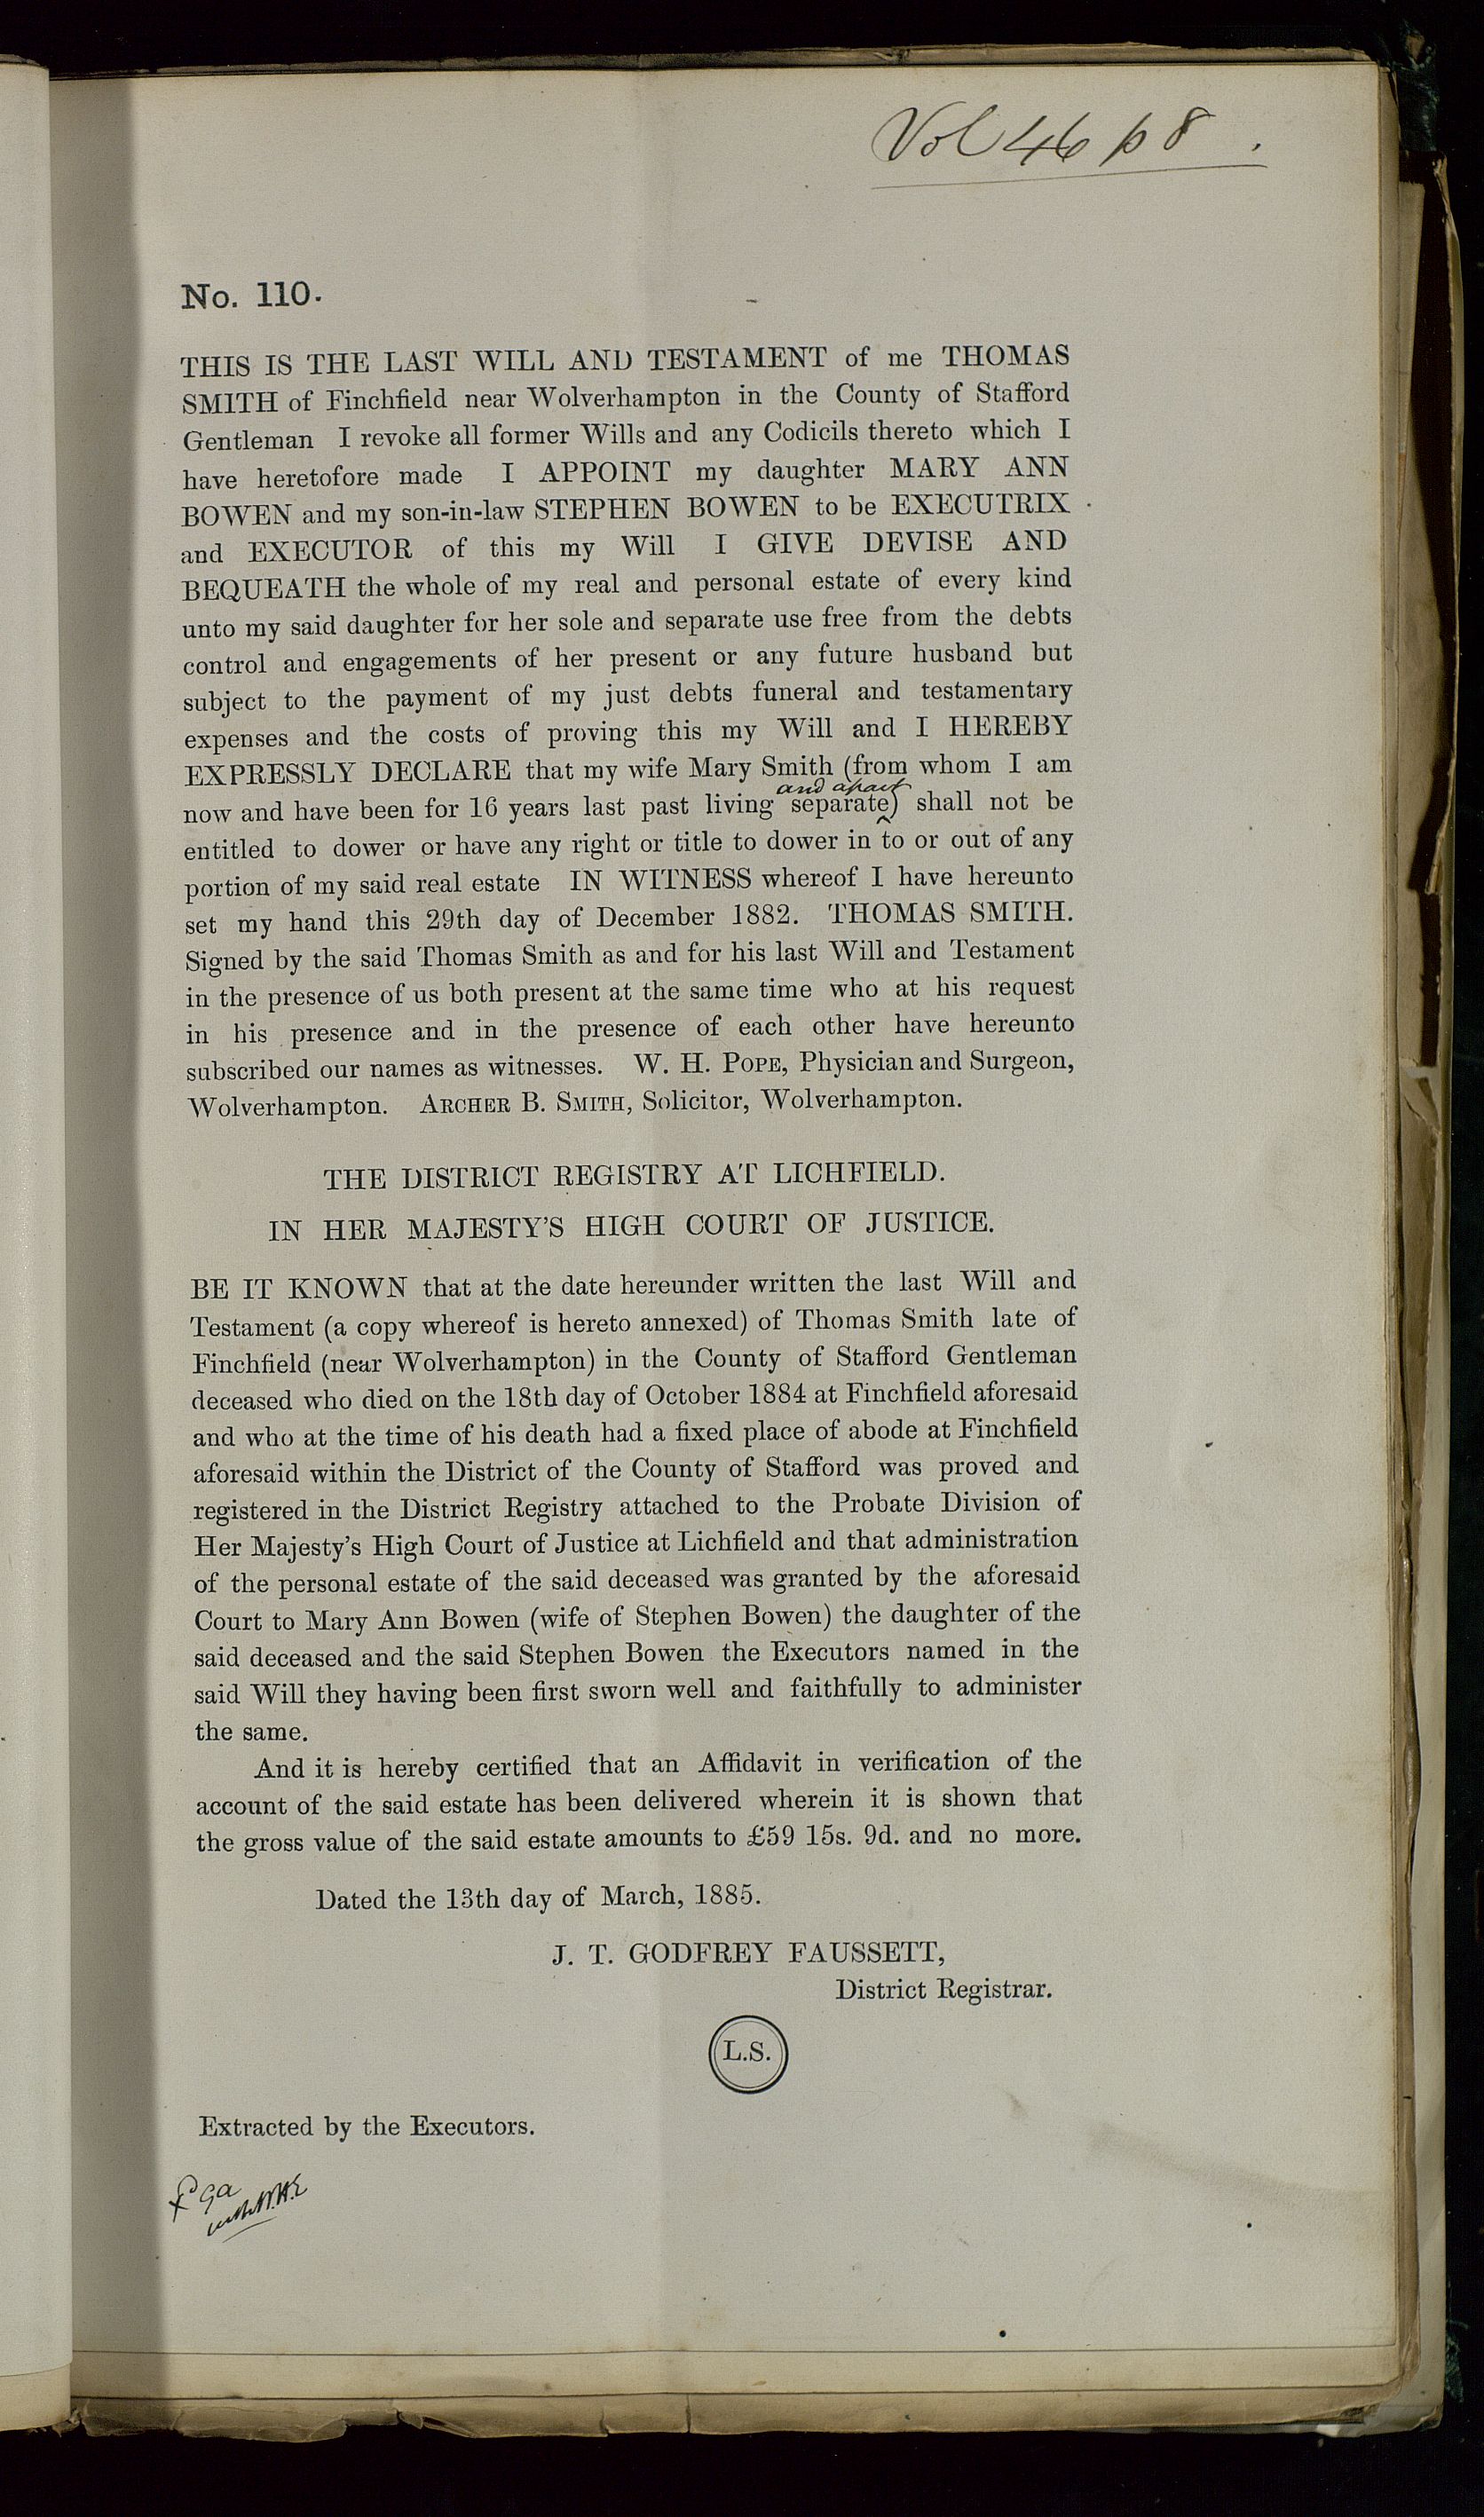 Vol 46 p 8.
No. 110.
THIS IS THE LAST WILL AND TESTAMENT of me THOMAS
SMITH of Finchfield near Wolverhampton in the County of Stafford
Gentleman I revoke all former Wills and any Codicils thereto which I
have heretofore made I APPOINT my daughter MARY ANN
BOWEN and my son-in-law STEPHEN BOWEN to be EXECUTRIX
and EXECUTOR of this my Will I GIVE DEVISE AND
BEQUEATH the whole of my real and personal estate of every kind
unto my said daughter for her sole and separate use free from the debts
control and engagements of her present or any future husband but
subject to the payment of my just debts funeral and testamentary
expenses and the costs of proving this my Will and I HEREBY
EXPRESSLY DECLARE that my wife Mary Smith (from whom I am
and apart
now and have been for 16 years last past living separate) shall not be
entitled to dower or have any right or title to dower in to or out of any
portion of my said real estate IN WITNESS whereof I have hereunto
set my hand this 29th day of December 1882. THOMAS SMITH.
Signed by the said Thomas Smith as and for his last Will and Testament
in the presence of us both present at the same time who at his request
in his presence and in the presence of each other have hereunto
subscribed our names as witnesses. W. H. POPE, Physician and Surgeon,
Wolverhampton. ARCHER B. SMITH, Solicitor, Wolverhampton.
THE DISTRICT REGISTRY AT LICHFIELD.
IN HER MAJESTY'S HIGH COURT OF JUSTICE.
BE IT KNOWN that at the date hereunder written the last Will and
Testament (a copy whereof is hereto annexed) of Thomas Smith late of
Finchfield (near Wolverhampton) in the County of Stafford Gentleman
deceased who died on the 18th day of October 1884 at Finchfield aforesaid
and who at the time of his death had a fixed place of abode at Finchfield
aforesaid within the District of the County of Stafford was proved and
registered in the District Registry attached to the Probate Division of
Her Majesty's High Court of Justice at Lichfield and that administration
of the personal estate of the said deceased was granted by the aforesaid
Court to Mary Ann Bowen (wife of Stephen Bowen) the daughter of the
said deceased and the said Stephen Bowen the Executors named in the
said Will they having been first sworn well and faithfully to administer
the same.
And it is hereby certified that an Affidavit in verification of the
account of the said estate has been delivered wherein it is shown that
the gross value of the said estate amounts to £59 15s. 9d. and no more.
Dated the 13th day of March, 1885.
J. T. GODFREY FAUSSETT,
District Registrar.
L.S.
Extracted by the Executors.